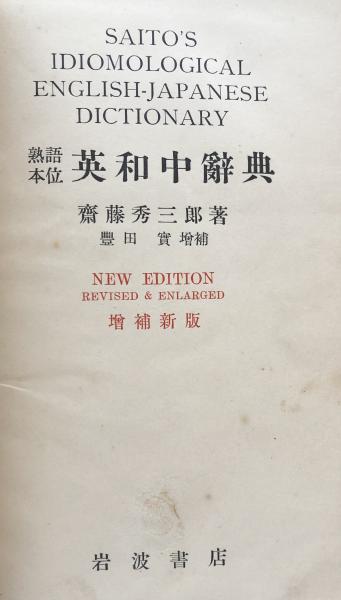 SAITO'S
IDIOMOLOGICAL
ENGLISH-JAPANESE
DICTIONARY
熟語
本位
英和中辭典
齋藤秀三郎著
豐田 實 增補
NEW EDITION
REVISED & ENLARGED
增補新版
岩波書店